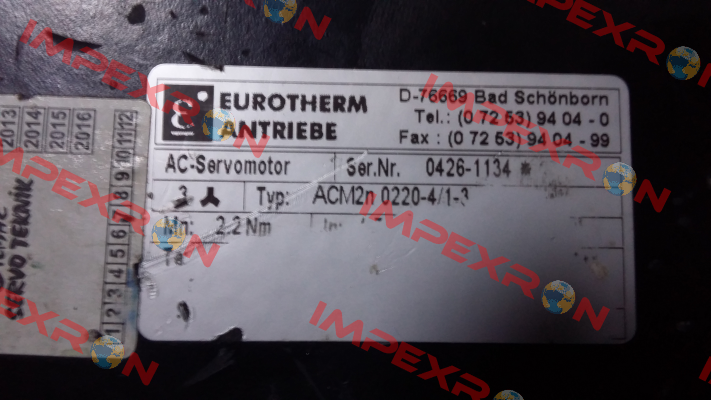 EUROTHERM
ANTRIEBE
D-76669 Bad Schönborn
Tel.: (0 72 53) 94 04 - 0
Fax : (0 72 53) 94 04 - 99
AC-Servomotor Ser.Nr. 0426-1134 *
3 Typ: ACM2n 0220-4/1-3
Mn: 2.2 Nm
2013
2014
2015
2016
1 2 3 4 5 6 7 8 9 10 11 12
SERVO TEKNİK
IMPEXRON
IMPEXRON
IMPEXRON
IMPEXRON
IMPEXRON
IMPEXRON